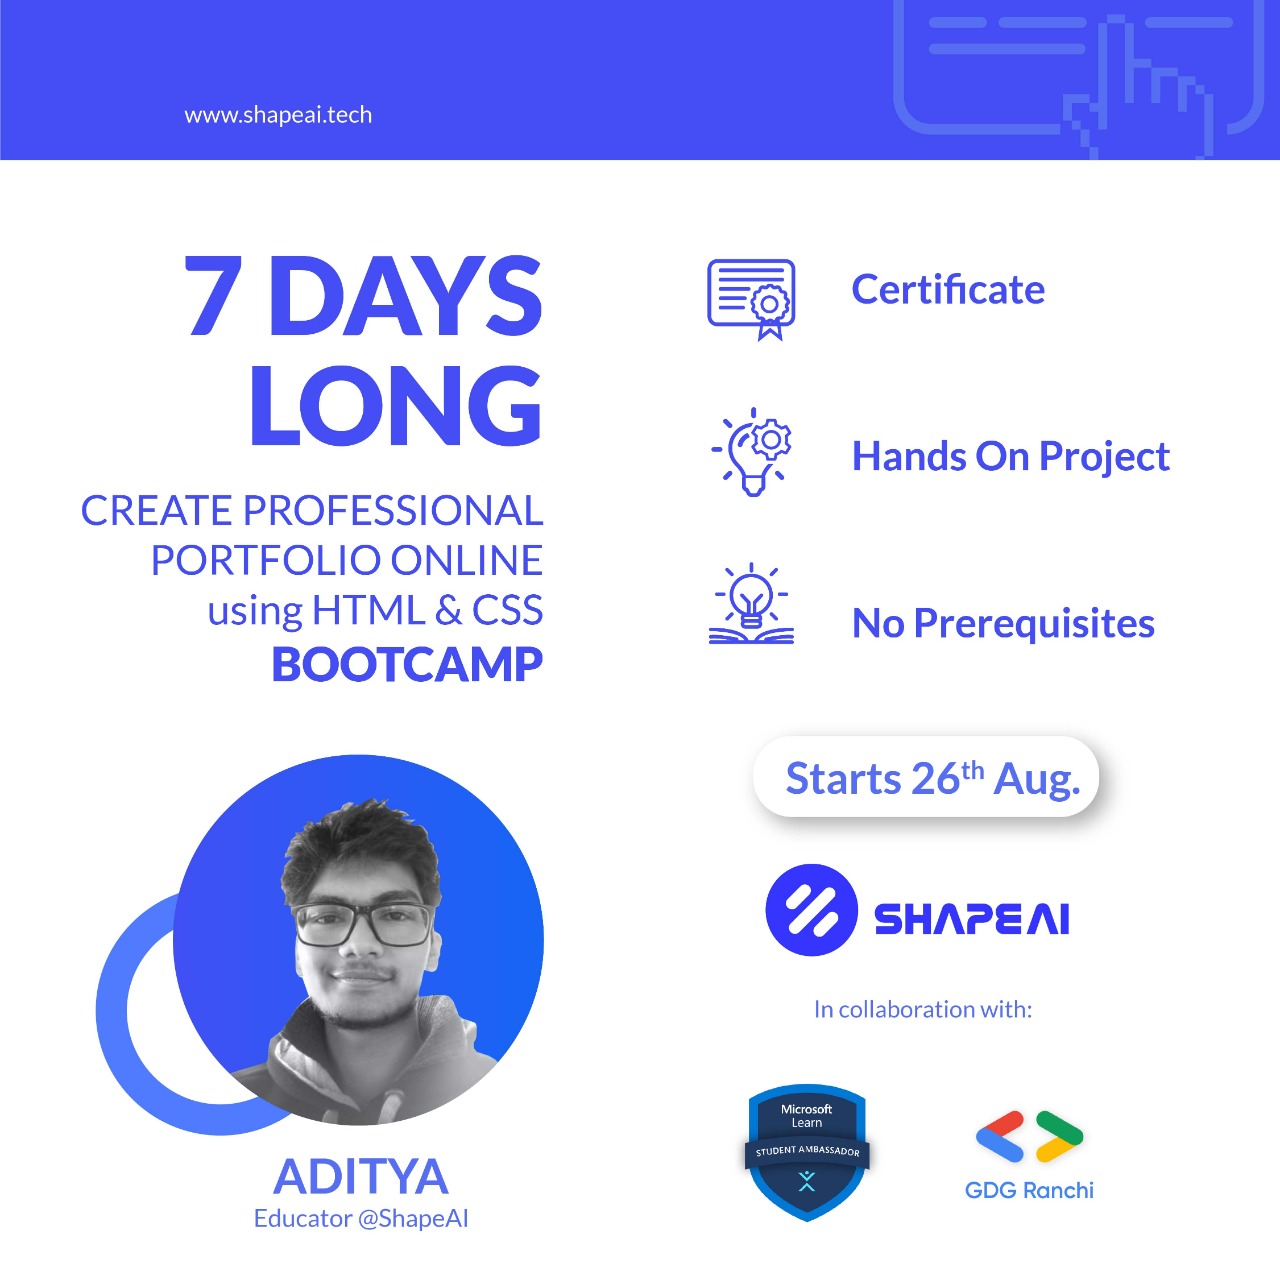 www.shapeai.tech
7 DAYS
LONG
CREATE PROFESSIONAL
PORTFOLIO ONLINE
using HTML & CSS
BOOTCAMP
Certificate
Hands On Project
No Prerequisites
Starts 26th Aug.
SHAPEAI
In collaboration with:
Microsoft
Learn
STUDENT AMBASSADOR
GDG Ranchi
ADITYA
Educator @ShapeAI